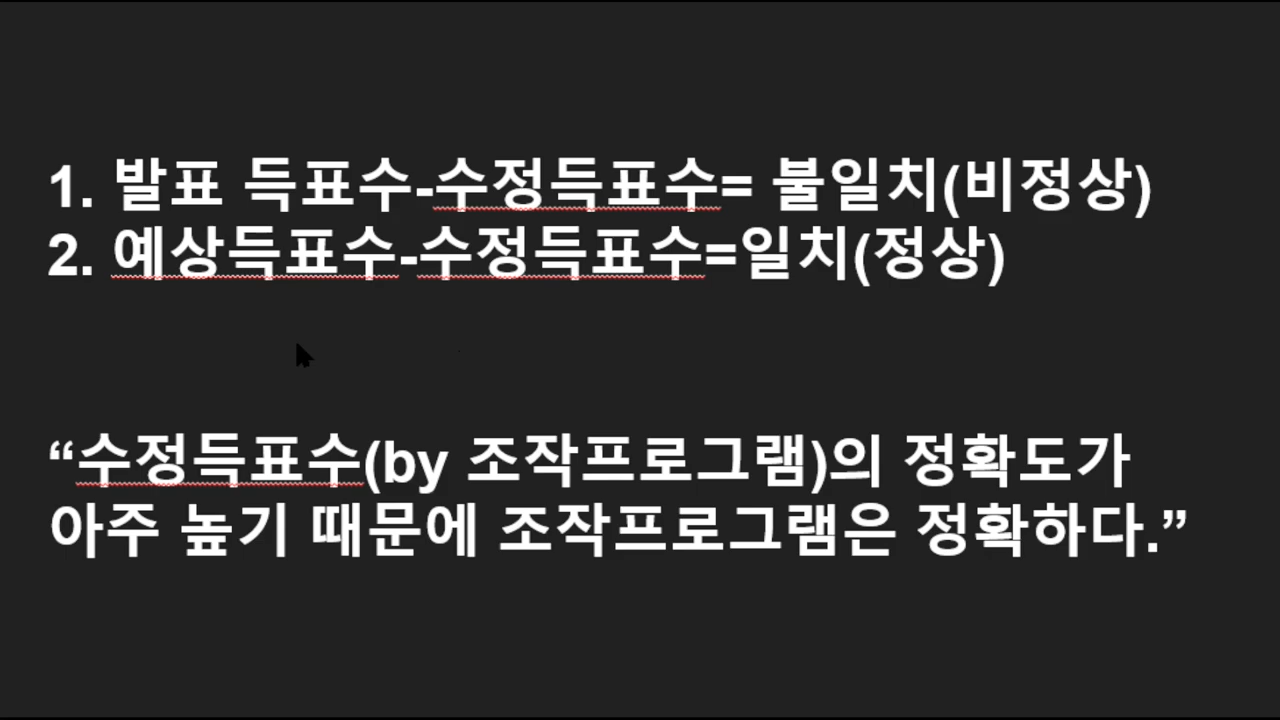 1. 발표 득표수-수정득표수= 불일치(비정상)
2. 예상득표수-수정득표수=일치(정상)
“수정득표수(by 조작프로그램)의 정확도가
아주 높기 때문에 조작프로그램은 정확하다.”